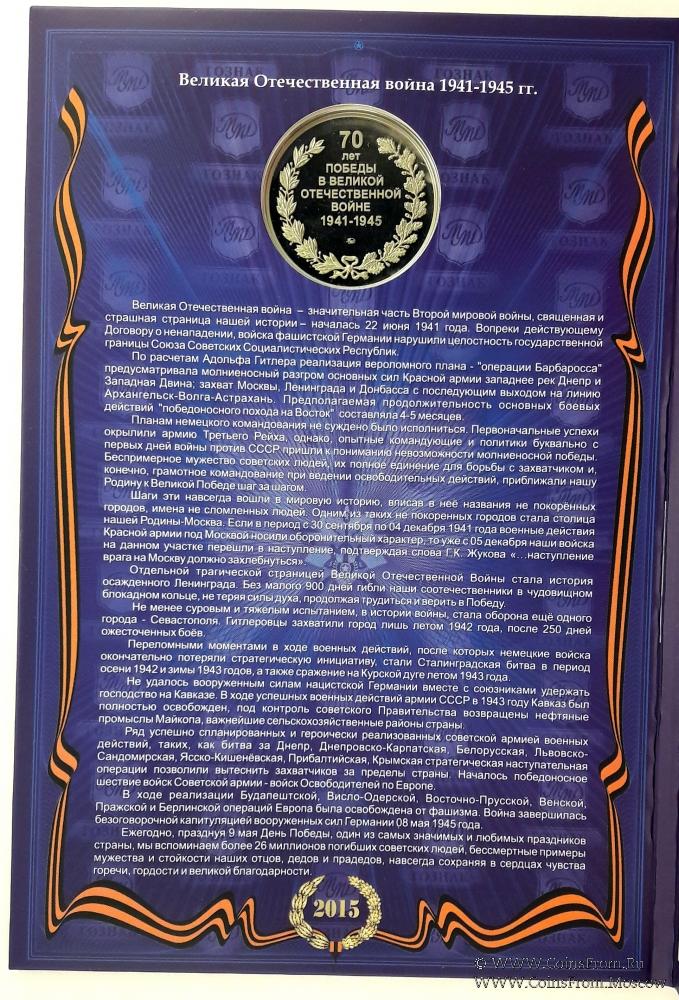 Великая Отечественная война 1941-1945 гг.
70
лет
ПОБЕДЫ
В ВЕЛИКОЙ
ОТЕЧЕСТВЕННОЙ
ВОЙНЕ
1941-1945
Великая Отечественная война – значительная часть Второй мировой войны, священная и
страшная страница нашей истории – началась 22 июня 1941 года. Вопреки действующему
Договору о ненападении, войска фашистской Германии нарушили целостность государственной
границы Союза Советских Социалистических Республик.
По расчетам Адольфа Гитлера реализация вероломного плана - "операции Барбаросса"
предусматривала молниеносный разгром основных сил Красной армии западнее рек Днепр и
Западная Двина; захват Москвы, Ленинграда и Донбасса с последующим выходом на линию
Архангельск-Волга-Астрахань. Предполагаемая продолжительность основных боевых
действий "победоносного похода на Восток" составляла 4-5 месяцев.
Планам немецкого командования не суждено было исполниться. Первоначальные успехи
окрылили армию Третьего Рейха, однако, опытные командующие и политики буквально с
первых дней войны против СССР пришли к пониманию невозможности молниеносной победы.
Беспримерное мужество советских людей, их полное единение для борьбы с захватчиком и,
конечно, грамотное командование при ведении освободительных действий, приближали нашу
Родину к Великой Победе шаг за шагом.
Шаги эти навсегда вошли в мировую историю, вписав в неё названия не покорённых
городов, имена не сломленных людей. Одним из таких не покоренных городов стала столица
нашей Родины-Москва. Если в период с 30 сентября по 04 декабря 1941 года военные действия
Красной армии под Москвой носили оборонительный характер, то уже с 05 декабря наши войска
на данном участке перешли в наступление, подтверждая слова Г.К. Жукова «…наступление
врага на Москву должно захлебнуться».
Отдельной трагической страницей Великой Отечественной Войны стала история
осажденного Ленинграда. Без малого 900 дней гибли наши соотечественники в чудовищном
блокадном кольце, не теряя силы духа, продолжая трудиться и верить в Победу.
Не менее суровым и тяжелым испытанием, в истории войны, стала оборона ещё одного
города - Севастополя. Гитлеровцы захватили город лишь летом 1942 года, после 250 дней
ожесточенных боёв.
Переломными моментами в ходе военных действий, после которых немецкие войска
окончательно потеряли стратегическую инициативу, стали Сталинградская битва в период
осени 1942 и зимы 1943 годов, а также сражение на Курской дуге летом 1943 года.
Не удалось вооруженным силам нацистской Германии вместе с союзниками удержать
господство на Кавказе. В ходе успешных военных действий армии СССР в 1943 году Кавказ был
полностью освобожден, под контроль советского Правительства возвращены нефтяные
промыслы Майкопа, важнейшие сельскохозяйственные районы страны.
Ряд успешно спланированных и героически реализованных советской армией военных
действий, таких, как битва за Днепр, Днепровско-Карпатская, Белорусская, Львовско-
Сандомирская, Ясско-Кишенёвская, Прибалтийская, Крымская стратегическая наступательная
операции позволили вытеснить захватчиков за пределы страны. Началось победоносное
шествие войск Советской армии - войск Освободителей по Европе.
В ходе реализации Будапештской, Висло-Одерской, Восточно-Прусской, Венской,
Пражской и Берлинской операций Европа была освобождена от фашизма. Война завершилась
безоговорочной капитуляцией вооруженных сил Германии 08 мая 1945 года.
Ежегодно, празднуя 9 мая День Победы, один из самых значимых и любимых праздников
страны, мы вспоминаем более 26 миллионов погибших советских людей, бессмертные примеры
мужества и стойкости наших отцов, дедов и прадедов, навсегда сохраняя в сердцах чувства
горечи, гордости и великой благодарности.
2015
ГОЗНАК
© www.CoinsFrom.Ru
www.CoinsFrom.Moscow